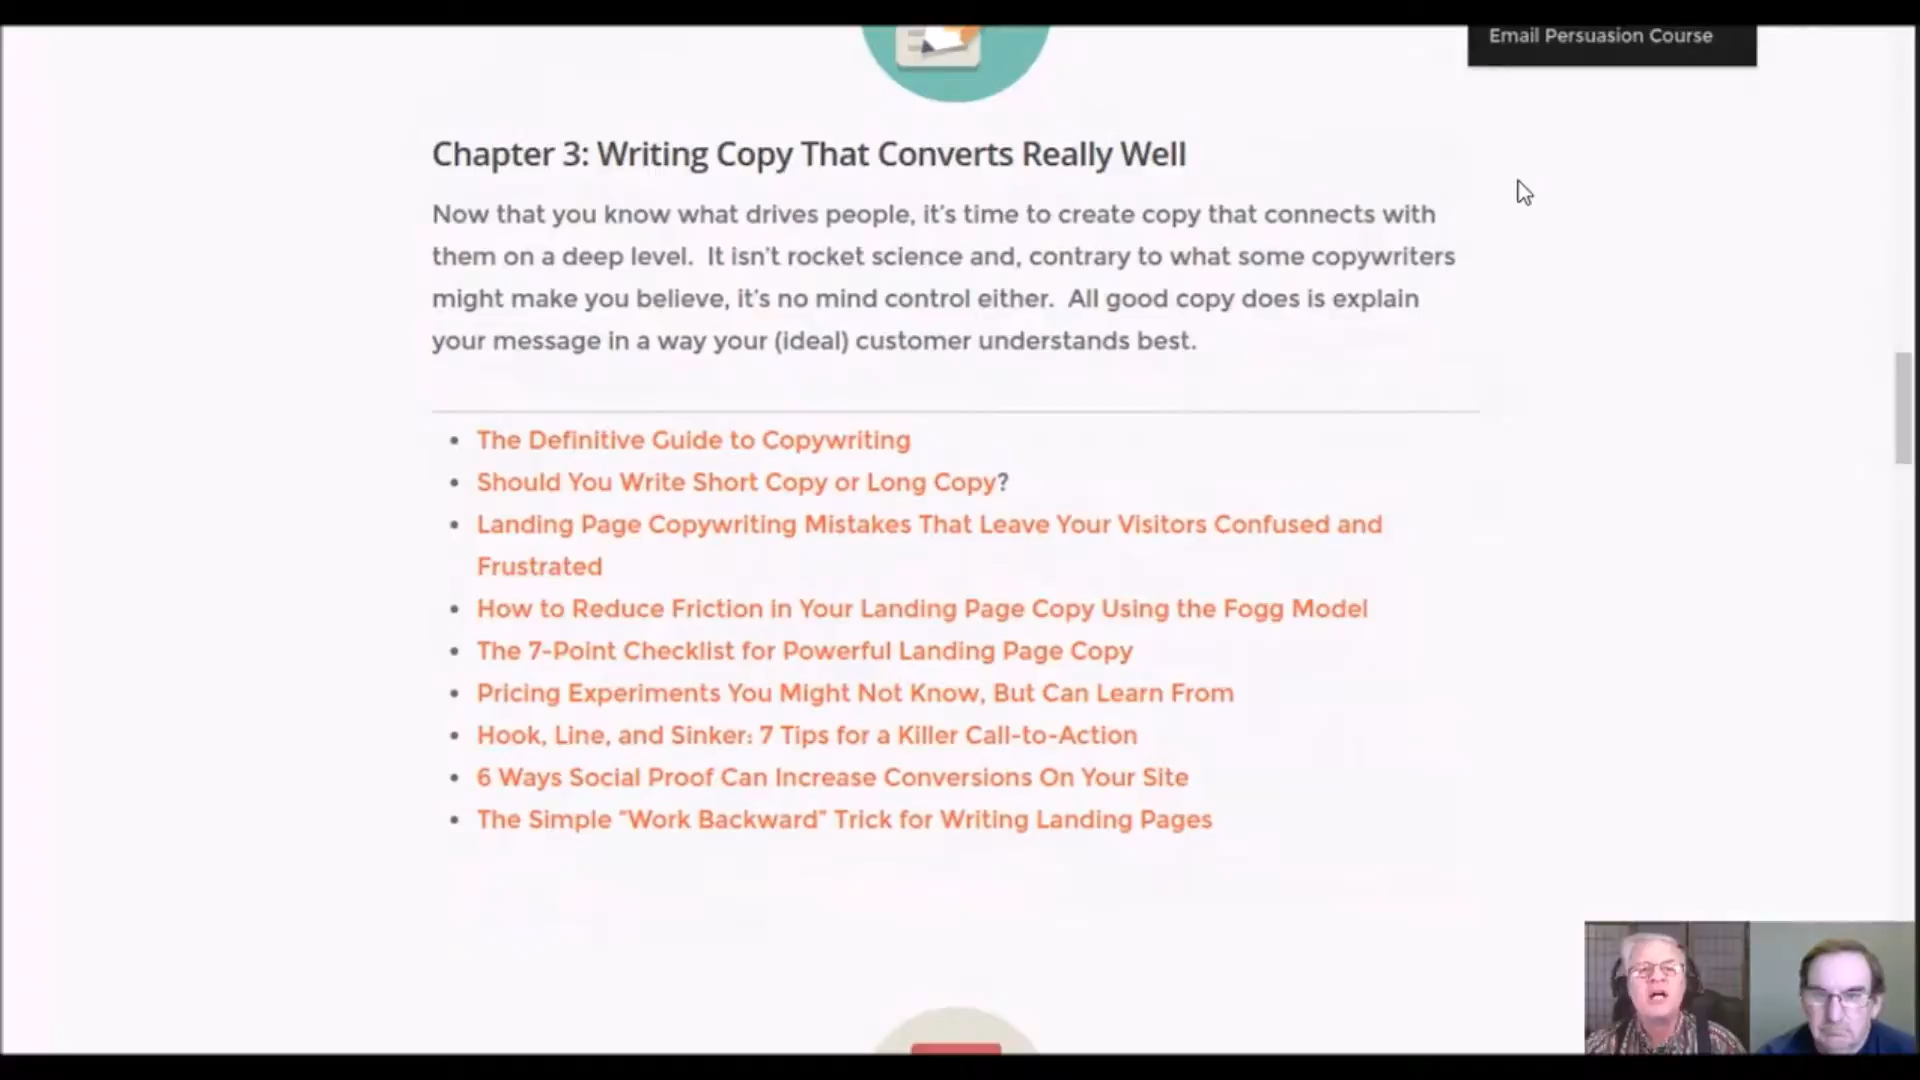 Email Persuasion Course
Chapter 3: Writing Copy That Converts Really Well
Now that you know what drives people, it's time to create copy that connects with
them on a deep level.  It isn't rocket science and, contrary to what some copywriters
might make you believe, it's no mind control either.  All good copy does is explain
your message in a way your (ideal) customer understands best.
• The Definitive Guide to Copywriting
• Should You Write Short Copy or Long Copy?
• Landing Page Copywriting Mistakes That Leave Your Visitors Confused and
Frustrated
• How to Reduce Friction in Your Landing Page Copy Using the Fogg Model
• The 7-Point Checklist for Powerful Landing Page Copy
• Pricing Experiments You Might Not Know, But Can Learn From
• Hook, Line, and Sinker: 7 Tips for a Killer Call-to-Action
• 6 Ways Social Proof Can Increase Conversions On Your Site
• The Simple “Work Backward” Trick for Writing Landing Pages